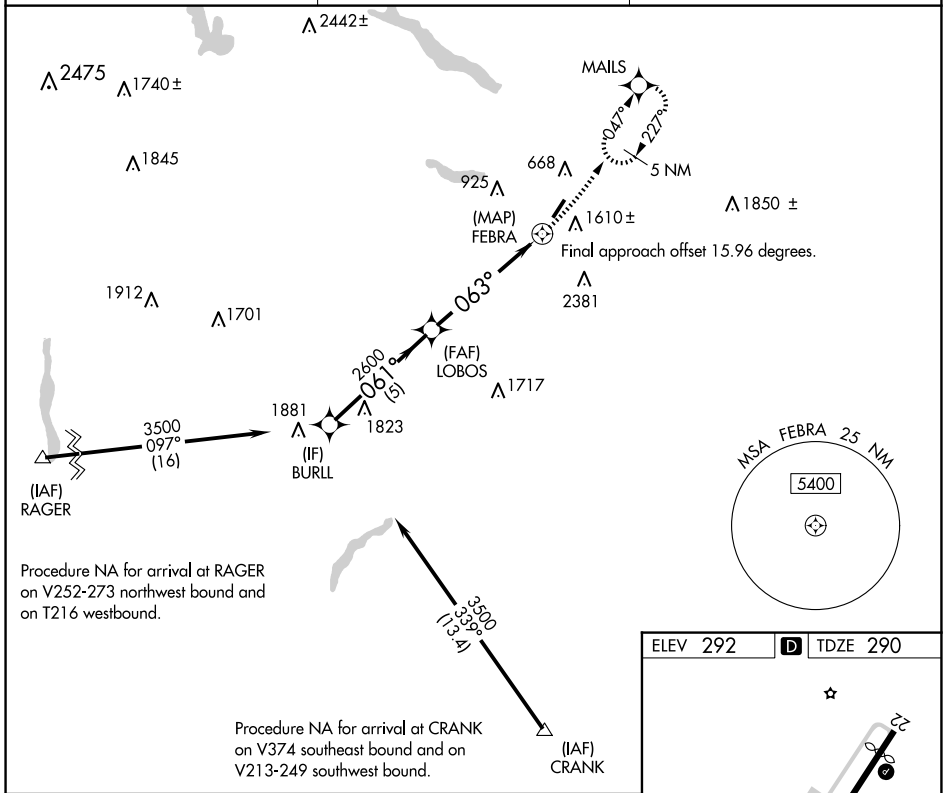 2442±
2475
1740±
MAILS
047°
227°
1845
668
5 NM
925
1850 ±
(MAP)
FEBRA
1610±
Final approach offset 15.96 degrees.
063°
2381
1912
1701
(FAF)
LOBOS
2600
061°
(5)
1717
1881
1823
3500
097°
(16)
(IF)
BURLL
MSA FEBRA 25 NM
5400
(IAF)
RAGER
Procedure NA for arrival at RAGER
on V252-273 northwest bound and
on T216 westbound.
3500
339°
(13.4)
ELEV 292
D
TDZE 290
22
Procedure NA for arrival at CRANK
on V374 southeast bound and on
V213-249 southwest bound.
(IAF)
CRANK
P